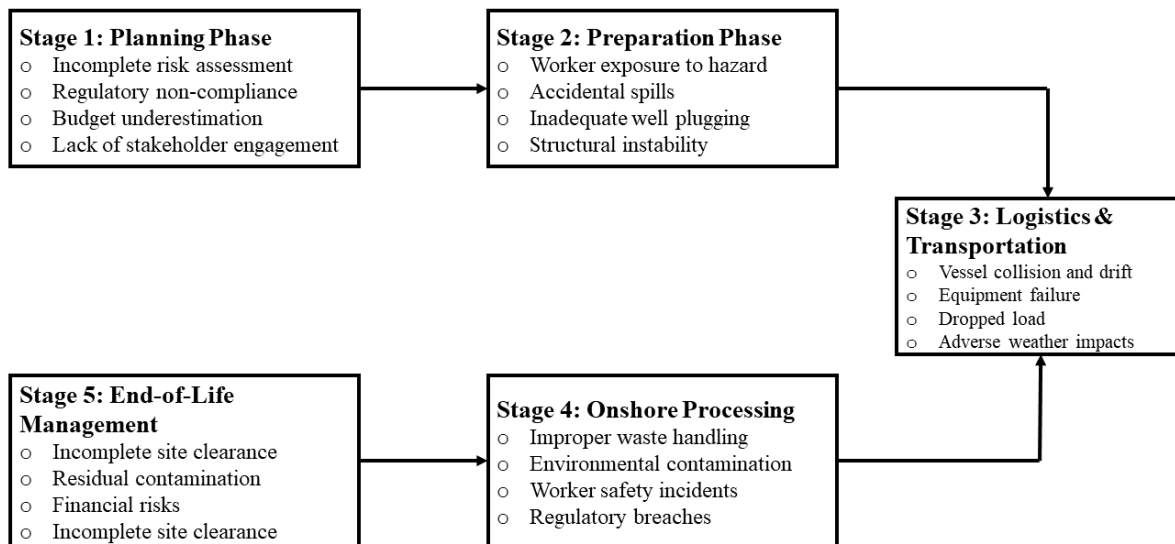 Stage 1: Planning Phase
o Incomplete risk assessment
o Regulatory non-compliance
o Budget underestimation
o Lack of stakeholder engagement
Stage 2: Preparation Phase
o Worker exposure to hazard
o Accidental spills
o Inadequate well plugging
o Structural instability
Stage 3: Logistics &
Transportation
o Vessel collision and drift
o Equipment failure
o Dropped load
o Adverse weather impacts
Stage 5: End-of-Life
Management
o Incomplete site clearance
o Residual contamination
o Financial risks
o Incomplete site clearance
Stage 4: Onshore Processing
o Improper waste handling
o Environmental contamination
o Worker safety incidents
o Regulatory breaches